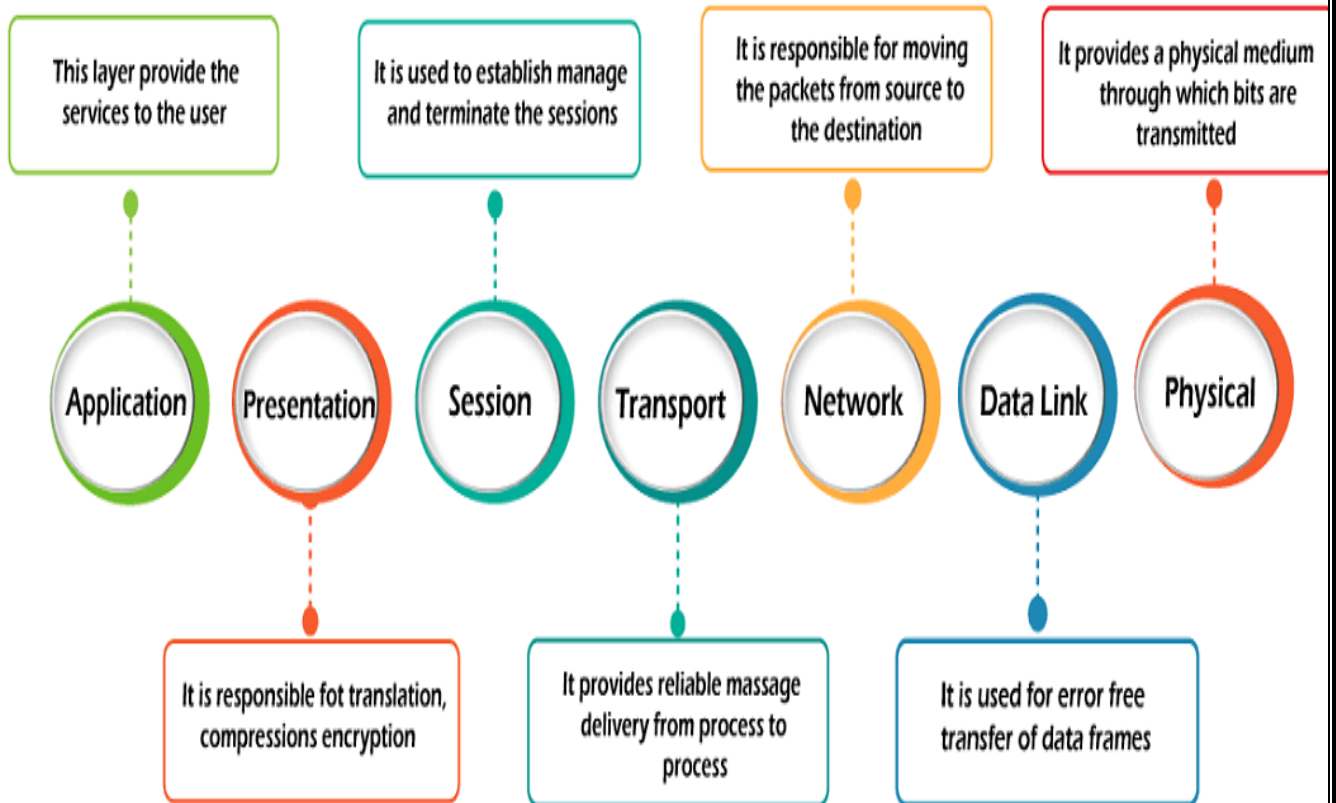 This layer provide the
services to the user
It is used to establish manage
and terminate the sessions
It is responsible for moving
the packets from source to
the destination
It provides a physical medium
through which bits are
transmitted
Application
Presentation
Session
Transport
Network
Data Link
Physical
It is responsible fot translation,
compressions encryption
It provides reliable massage
delivery from process to
process
It is used for error free
transfer of data frames